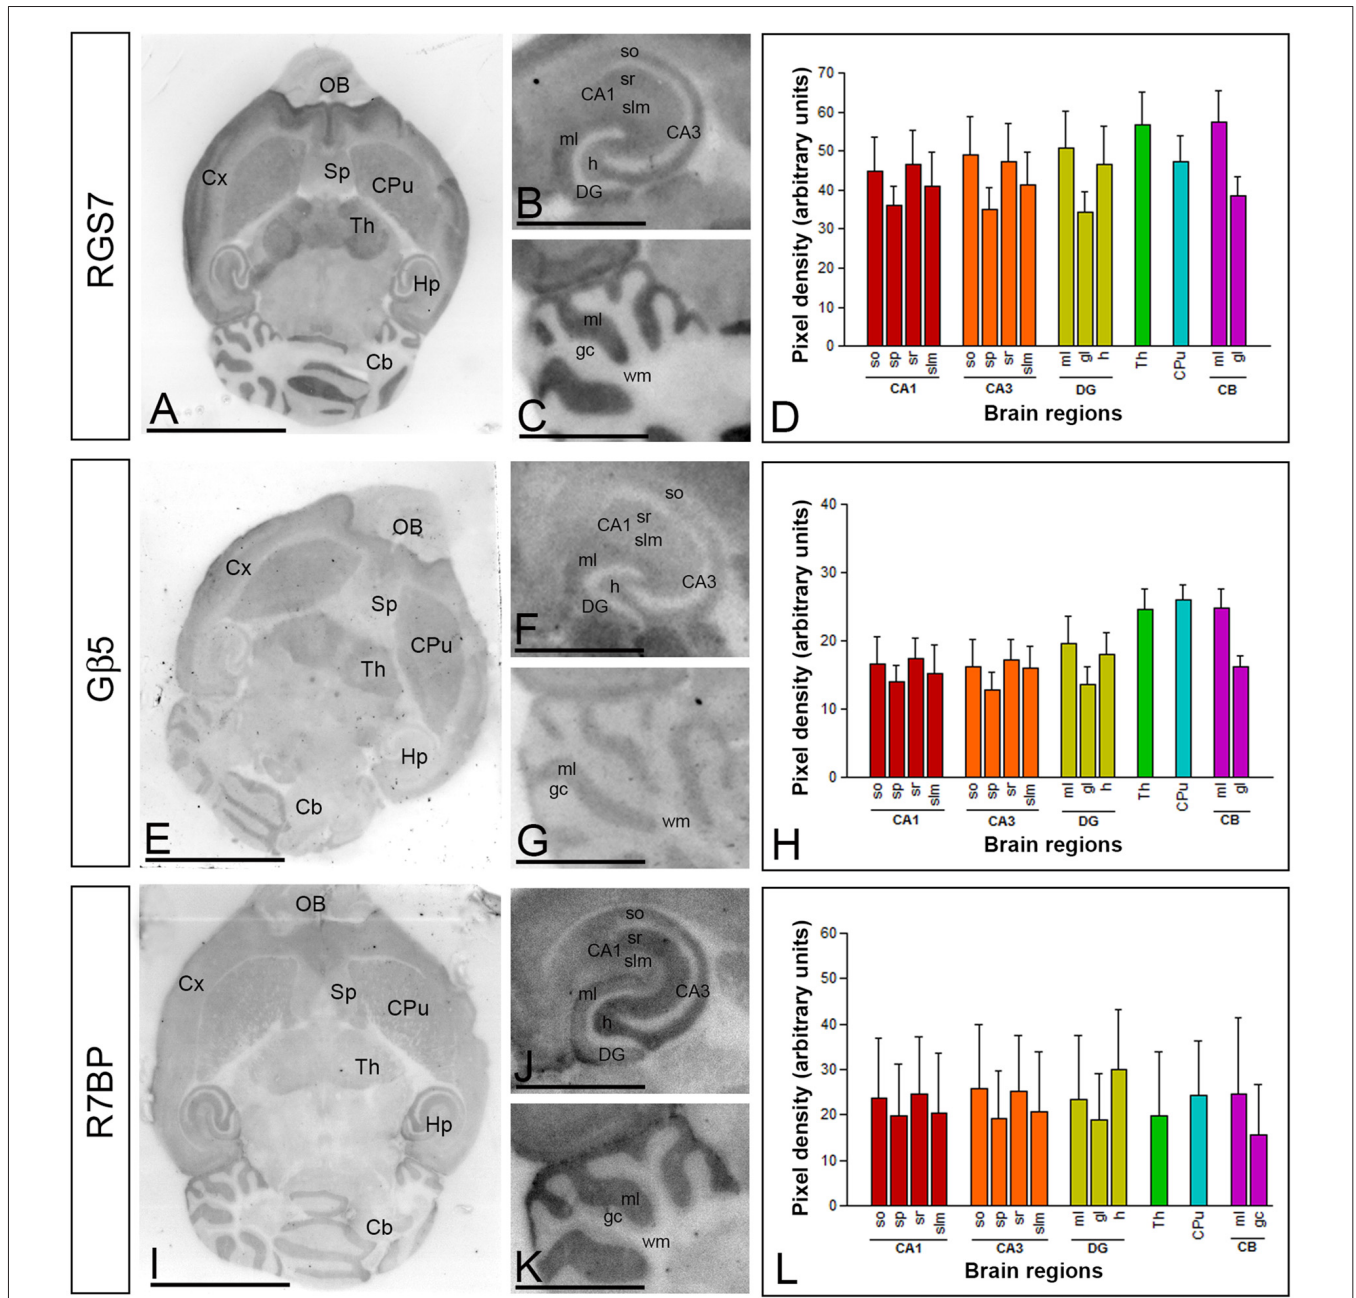 RGS7
OB
Cx
Sp
CPu
Th
Hp
Cb
A
so
sr
CA1
slm
CA3
ml
h
DG
B
ml
gc
wm
C
Pixel density (arbitrary units)
70
60
50
40
30
20
10
0
so sp sr slm so sp sr slm ml gl h Th CPu ml gl
CA1 CA3 DG CB
Brain regions
D
Gβ5
OB
Cx
Sp
CPu
Th
Hp
Cb
E
so
sr
CA1
slm
ml
h
CA3
DG
F
ml
gc
wm
G
Pixel density (arbitrary units)
40
30
20
10
0
so sp sr slm so sp sr slm ml gl h Th CPu ml gl
CA1 CA3 DG CB
Brain regions
H
R7BP
OB
Cx
Sp
CPu
Th
Hp
Cb
I
so
sr
CA1
slm
ml
CA3
h
DG
J
ml
gc
wm
K
Pixel density (arbitrary units)
60
50
40
30
20
10
0
so sp sr slm so sp sr slm ml gl h Th CPu ml gc
CA1 CA3 DG CB
Brain regions
L